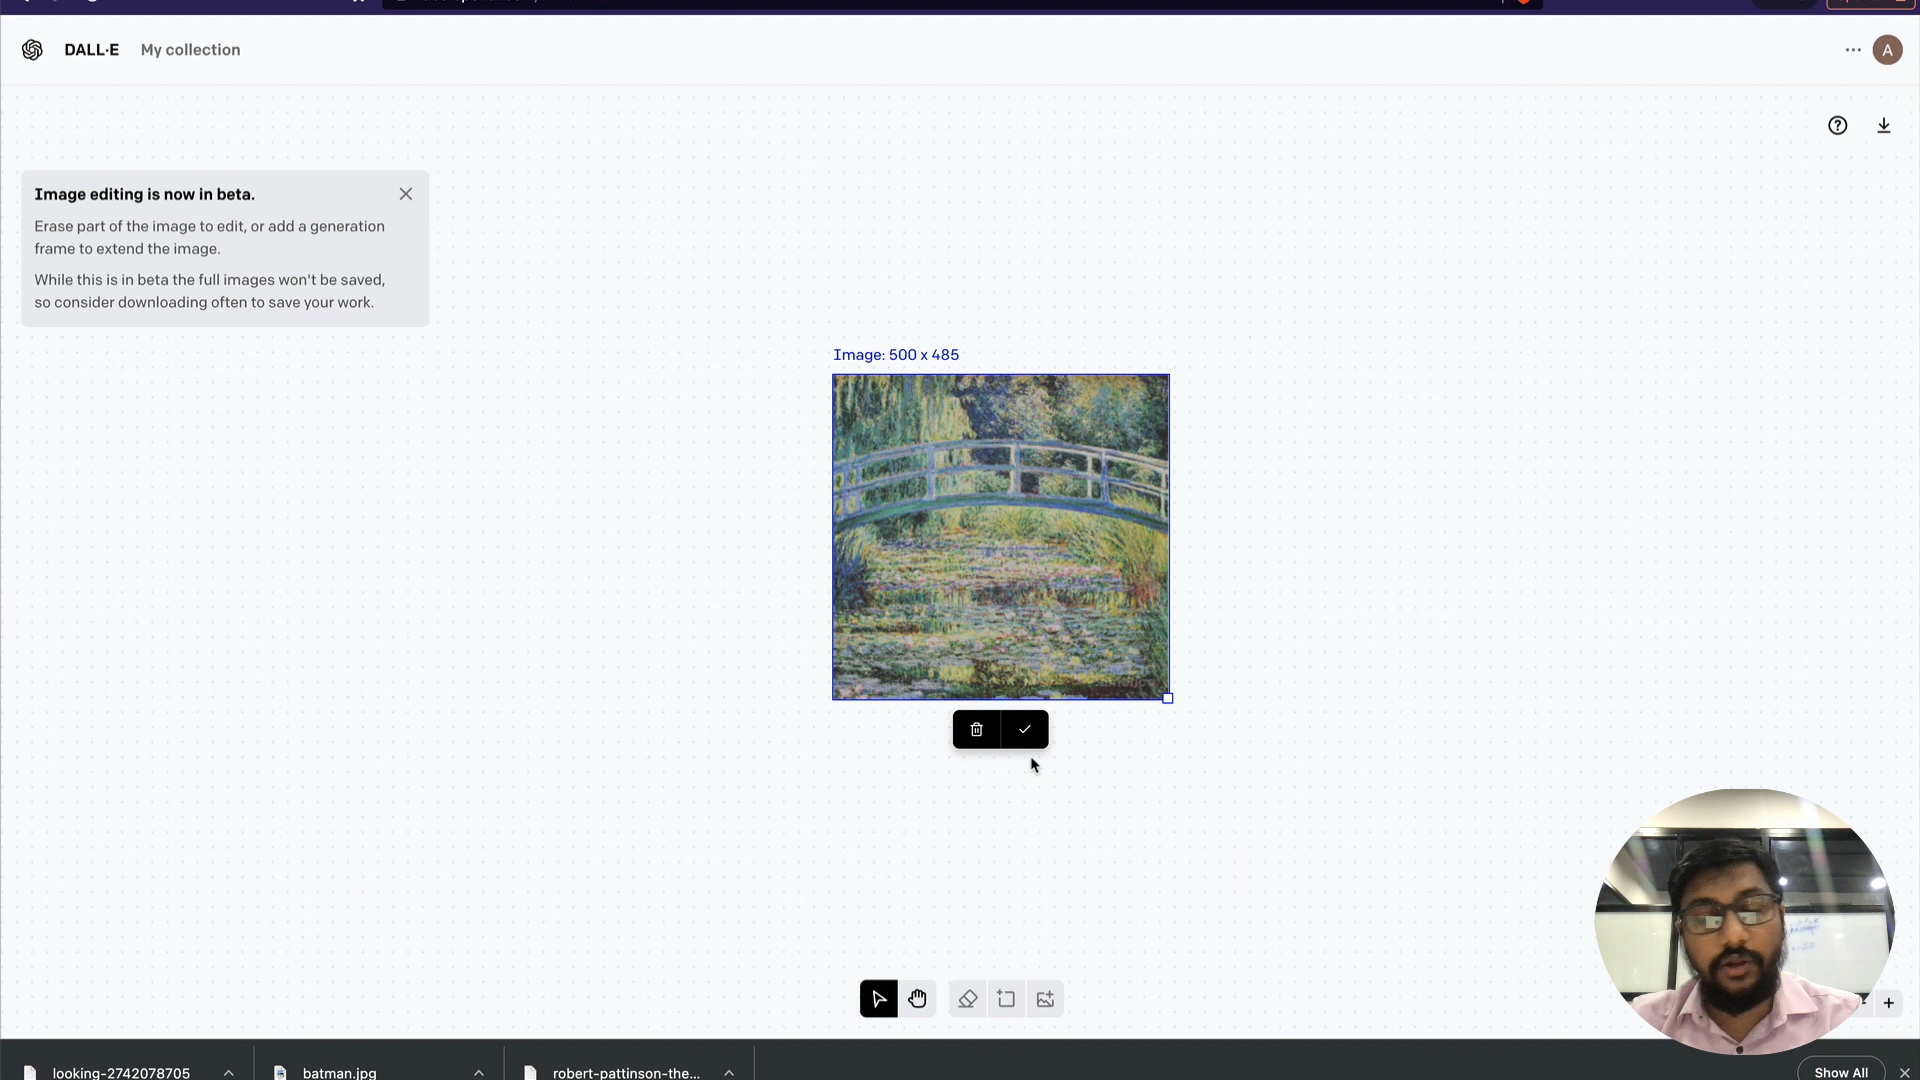 DALL·E My collection
A
Image editing is now in beta.
Erase part of the image to edit, or add a generation
frame to extend the image.
While this is in beta the full images won't be saved,
so consider downloading often to save your work.
Image: 500 x 485
looking-2742078705
batman.jpg
robert-pattinson-the...
Show All